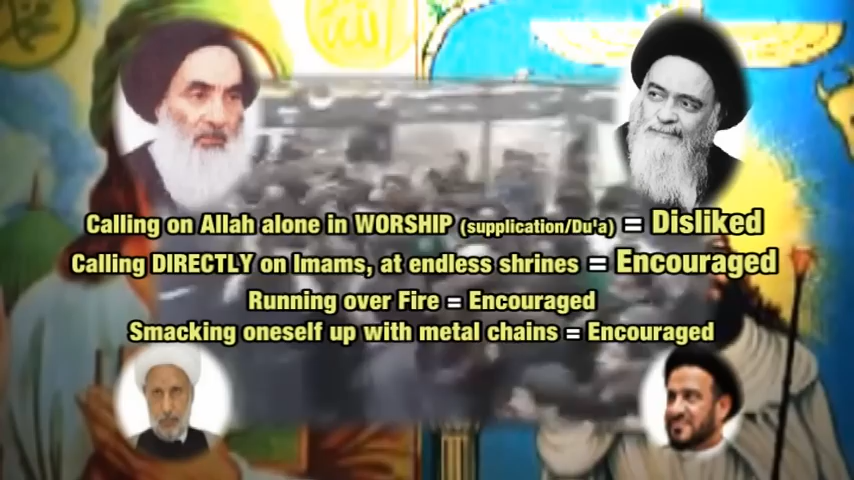 الله
Calling on Allah alone in WORSHIP (supplication/Du'a) = Disliked
Calling DIRECTLY on Imams, at endless shrines = Encouraged
Running over Fire = Encouraged
Smacking oneself up with metal chains = Encouraged